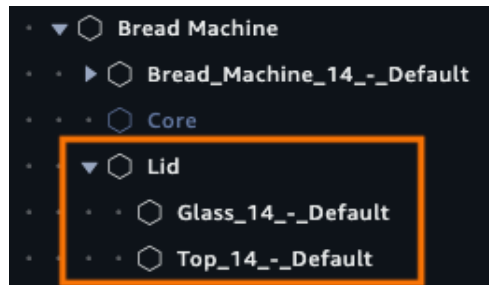 Bread Machine
Bread_Machine_14_-_Default
Core
Lid
Glass_14_-_Default
Top_14_-_Default